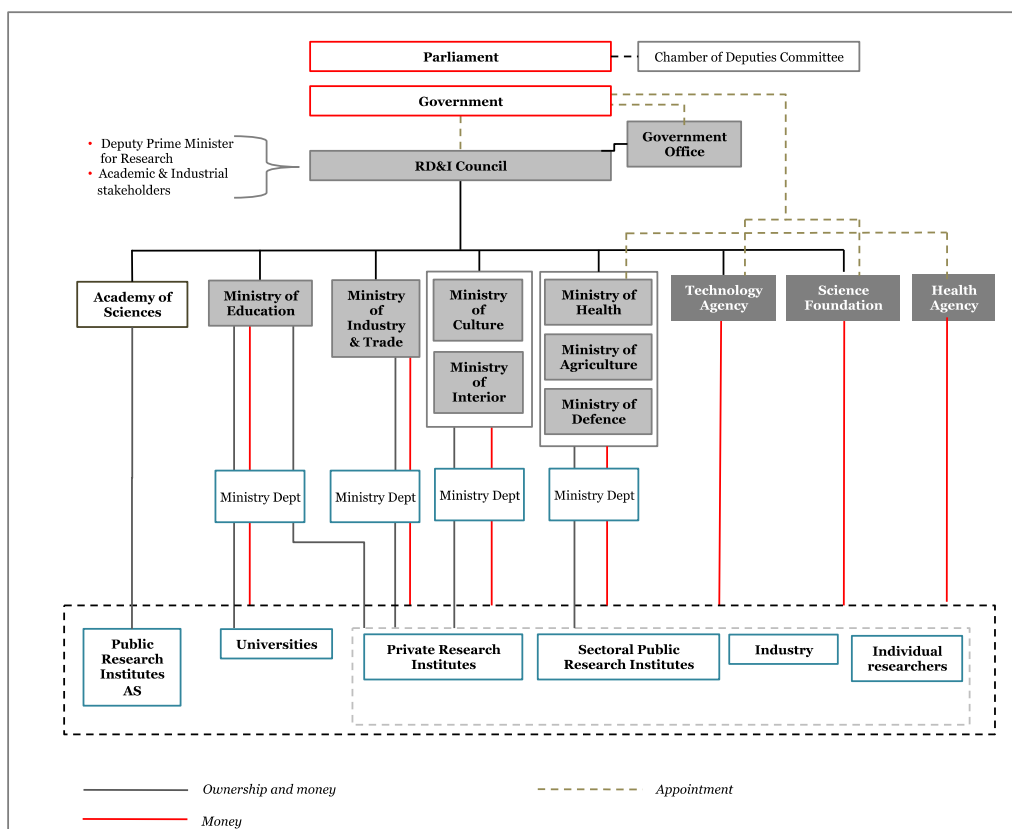 Parliament
Chamber of Deputies Committee
Government
Government
Office
• Deputy Prime Minister
for Research
• Academic & Industrial
stakeholders
RD&I Council
Academy of
Sciences
Ministry of
Education
Ministry
of
Industry
& Trade
Ministry
of
Culture
Ministry
of
Interior
Ministry of
Health
Ministry of
Agriculture
Ministry of
Defence
Technology
Agency
Science
Foundation
Health
Agency
Ministry Dept
Ministry Dept
Ministry Dept
Ministry Dept
Public
Research
Institutes
AS
Universities
Private Research
Institutes
Sectoral Public
Research Institutes
Industry
Individual
researchers
Ownership and money
Appointment
Money